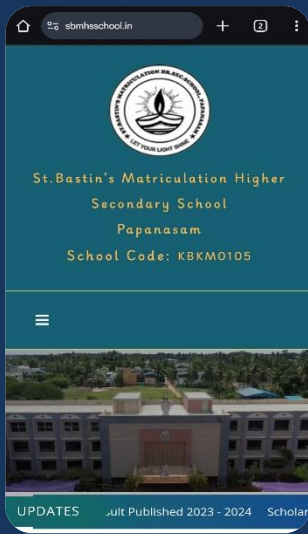 sbmhsschool.in
2
ST.BASTIN'S MATRICULATION HR.SEC.SCHOOL, PAPANASAM
LET YOUR LIGHT SHINE
St.Bastin's Matriculation Higher
Secondary School
Papanasam
School Code: KBKM0105
UPDATES ult Published 2023 - 2024 Scholar